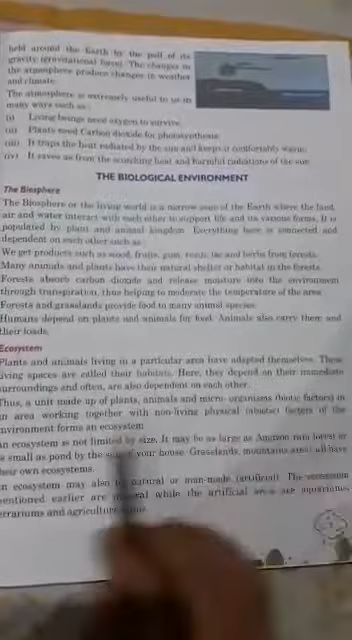 held around the Earth by the pull of its
gravity (gravitational force). The changes in
the atmosphere produce changes in weather
and climate.
The atmosphere is extremely useful to us in
many ways such as :
(i) Living beings need oxygen to survive.
(ii) Plants need Carbon dioxide for photosynthesis.
(iii) It traps the heat radiated by the sun and keeps it comfortably warm.
(iv) It saves us from the scorching heat and harmful radiations of the sun.
THE BIOLOGICAL ENVIRONMENT
The Biosphere
The Biosphere or the living world is a narrow zone of the Earth where the land,
air and water interact with each other to support life and its various forms. It is
populated by plant and animal kingdom. Everything here is connected and
dependent on each other such as :
We get products such as wood, fruits, gum, resin, lac and herbs from forests.
Many animals and plants have their natural shelter or habitat in the forests.
Forests absorb carbon dioxide and release moisture into the environment
through transpiration, thus helping to moderate the temperature of the area.
Forests and grasslands provide food to many animal species.
Humans depend on plants and animals for food. Animals also carry them and
their loads.
Ecosystem
Plants and animals living in a particular area have adapted themselves. These
living spaces are called their habitats. Here, they depend on their immediate
surroundings and often, are also dependent on each other.
Thus, a unit made up of plants, animals and micro-organisms (biotic factors) in
an area working together with non-living physical (abiotic) factors of the
environment forms an ecosystem.
an ecosystem is not limited by size. It may be as large as Amazon rain forest or
s small as pond by the your house. Grasslands, mountains all have
heir own ecosystems.
n ecosystem may also natural or man-made (artificial). The ecosystems
entioned earlier are while the artificial ones are aquariums,
errariums and agriculture